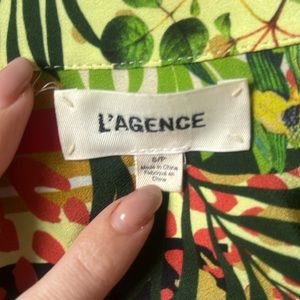 L'AGENCE
S/P
Made in China
Fabriqué en
Chine